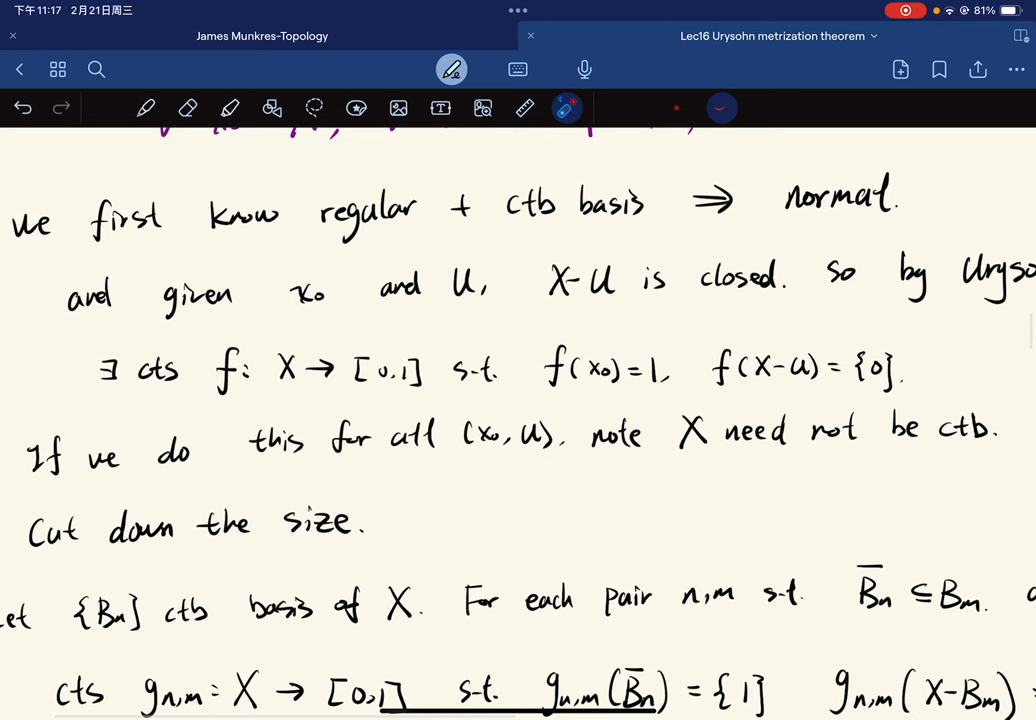 下午11:17 2月21日周三
81%
James Munkres-Topology
Lec16 Urysohn metrization theorem
we first know regular + ctb basis ⇒ normal.
and given x₀ and U, X-U is closed. so by Uryso
∃ cts f: X → [0,1] s.t. f(x₀)=1, f(X-U) = {0}.
If we do this for all (x₀, U), note X need not be ctb.
Cut down the size.
et {Bn} ctb basis of X. For each pair n,m s.t. B̅n ⊆ Bm.
cts gn,m : X → [0,1] s.t. gn,m(B̅n) = {1} gn,m(X-Bm) =